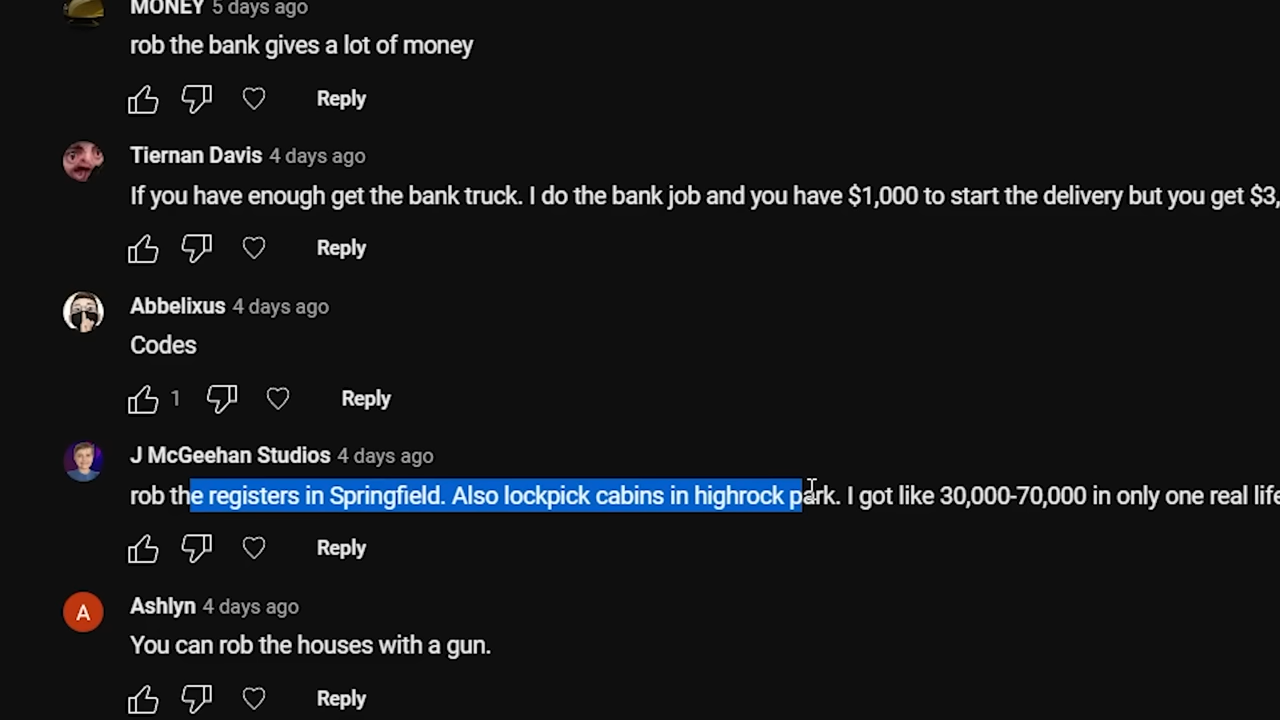 MONEY 5 days ago
rob the bank gives a lot of money
Reply
Tiernan Davis 4 days ago
If you have enough get the bank truck. I do the bank job and you have $1,000 to start the delivery but you get $3,
Reply
Abbelixus 4 days ago
Codes
1 Reply
J McGeehan Studios 4 days ago
rob the registers in Springfield. Also lockpick cabins in highrock park. I got like 30,000-70,000 in only one real life
Reply
A Ashlyn 4 days ago
You can rob the houses with a gun.
Reply